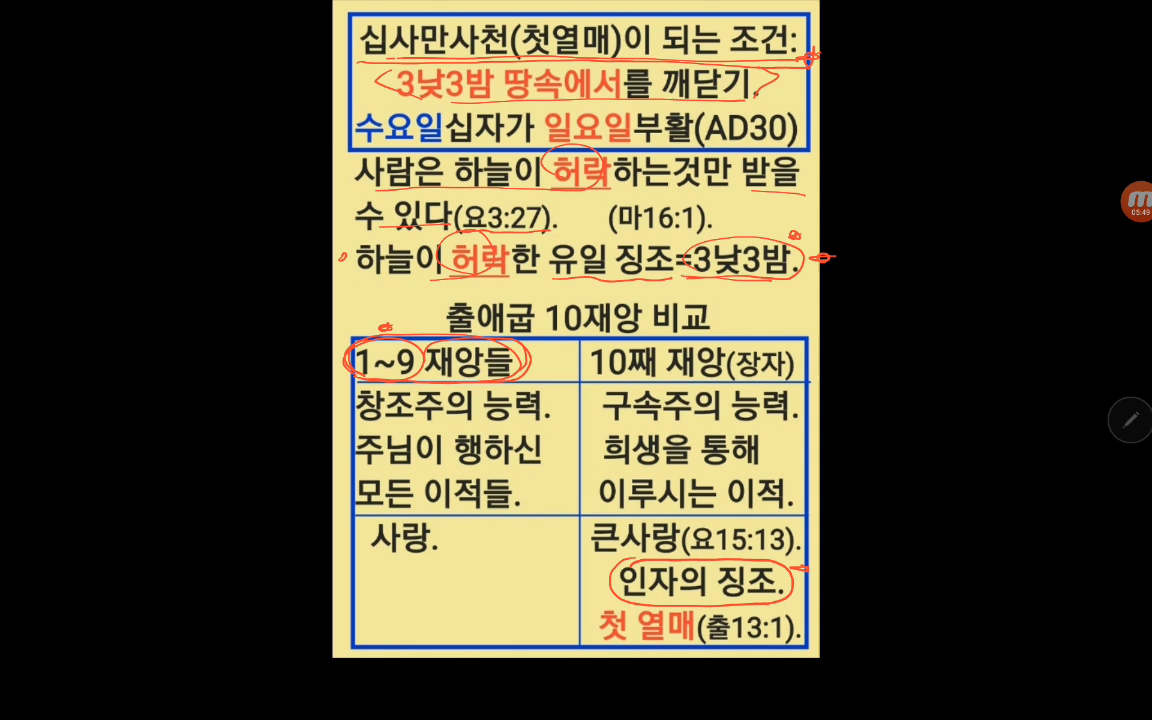 십사만사천(첫열매)이 되는 조건:
3낮3밤 땅속에서를 깨닫기.
수요일십자가 일요일부활(AD30)
사람은 하늘이 허락하는것만 받을
수 있다(요3:27). (마16:1).
하늘이 허락한 유일 징조=3낮3밤.
출애굽 10재앙 비교
1~9 재앙들 10째 재앙(장자)
창조주의 능력. 구속주의 능력.
주님이 행하신 희생을 통해
모든 이적들. 이루시는 이적.
사랑. 큰사랑(요15:13).
인자의 징조.
첫 열매(출13:1).
05:49